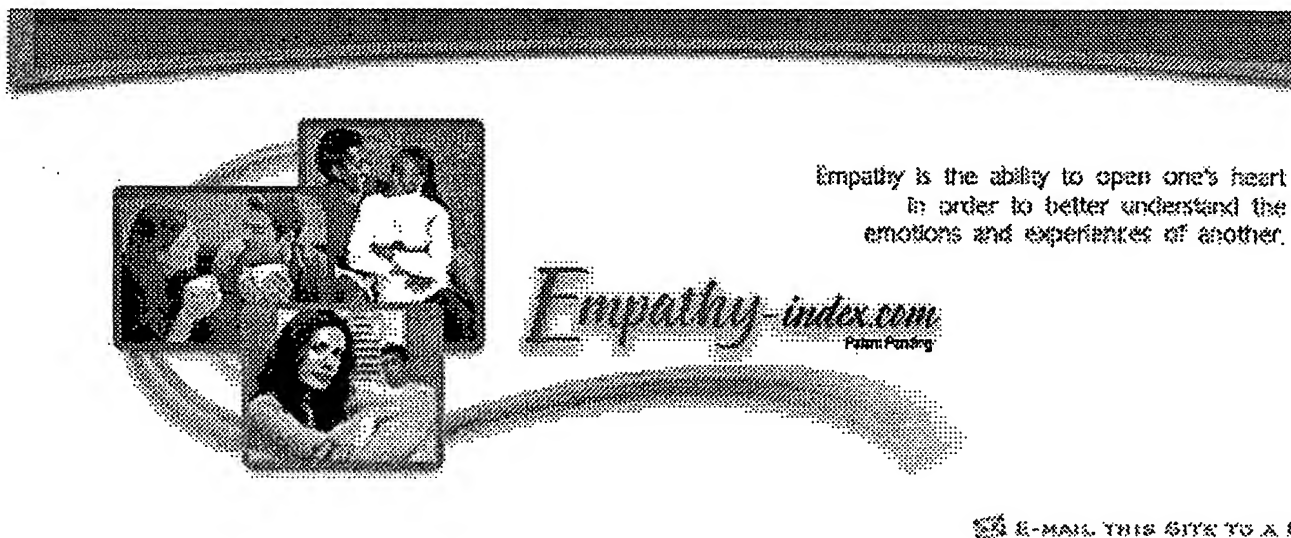 Empathy is the ability to open one's heart
in order to better understand the
emotions and experiences of another.
Empathy-index.com
Patent Pending
E-MAIL THIS SITE TO A